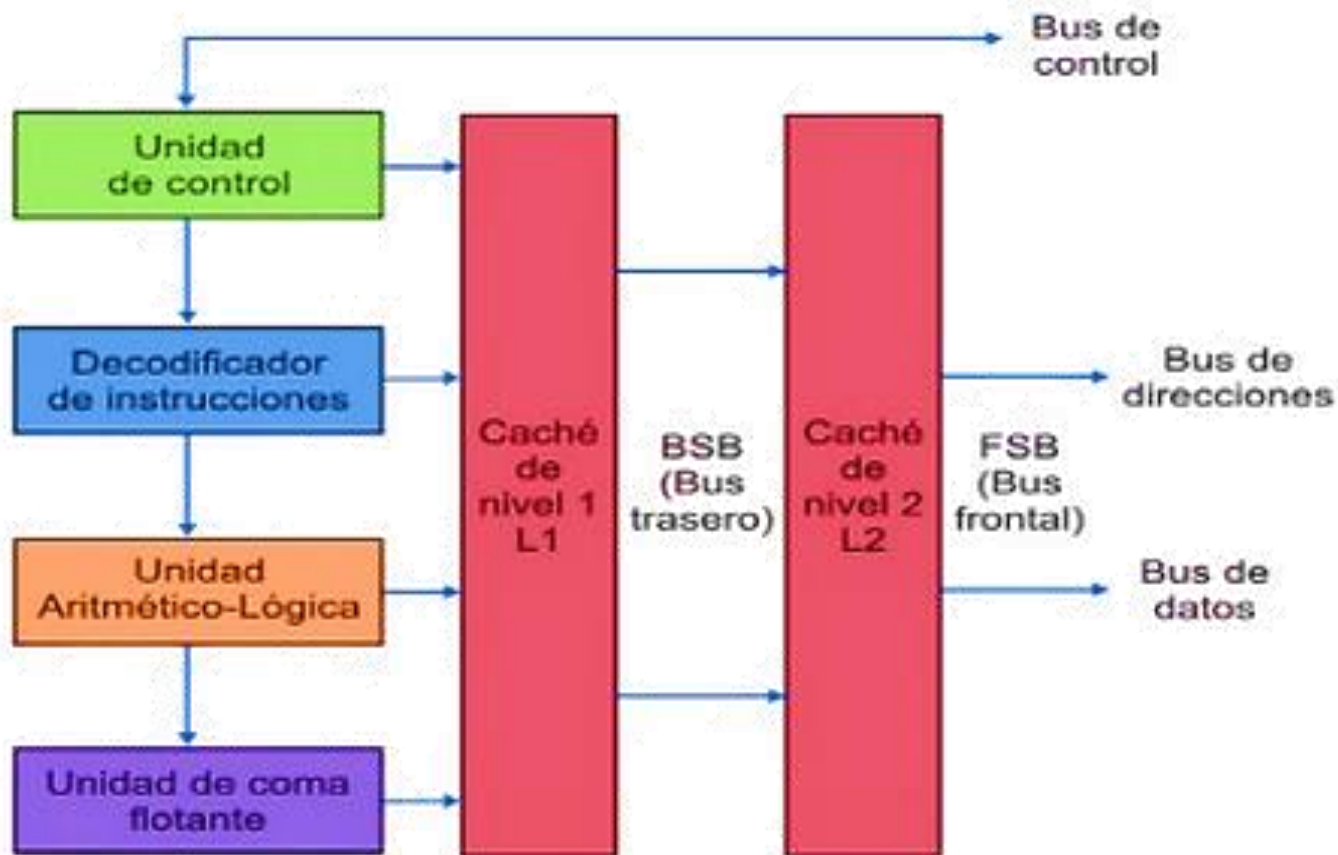 Bus de
control
Unidad
de control
Decodificador
de instrucciones
Unidad
Aritmético-Lógica
Unidad de coma
flotante
Caché
de
nivel 1
L1
BSB
(Bus
trasero)
Caché
de
nivel 2
L2
FSB
(Bus
frontal)
Bus de
direcciones
Bus de
datos